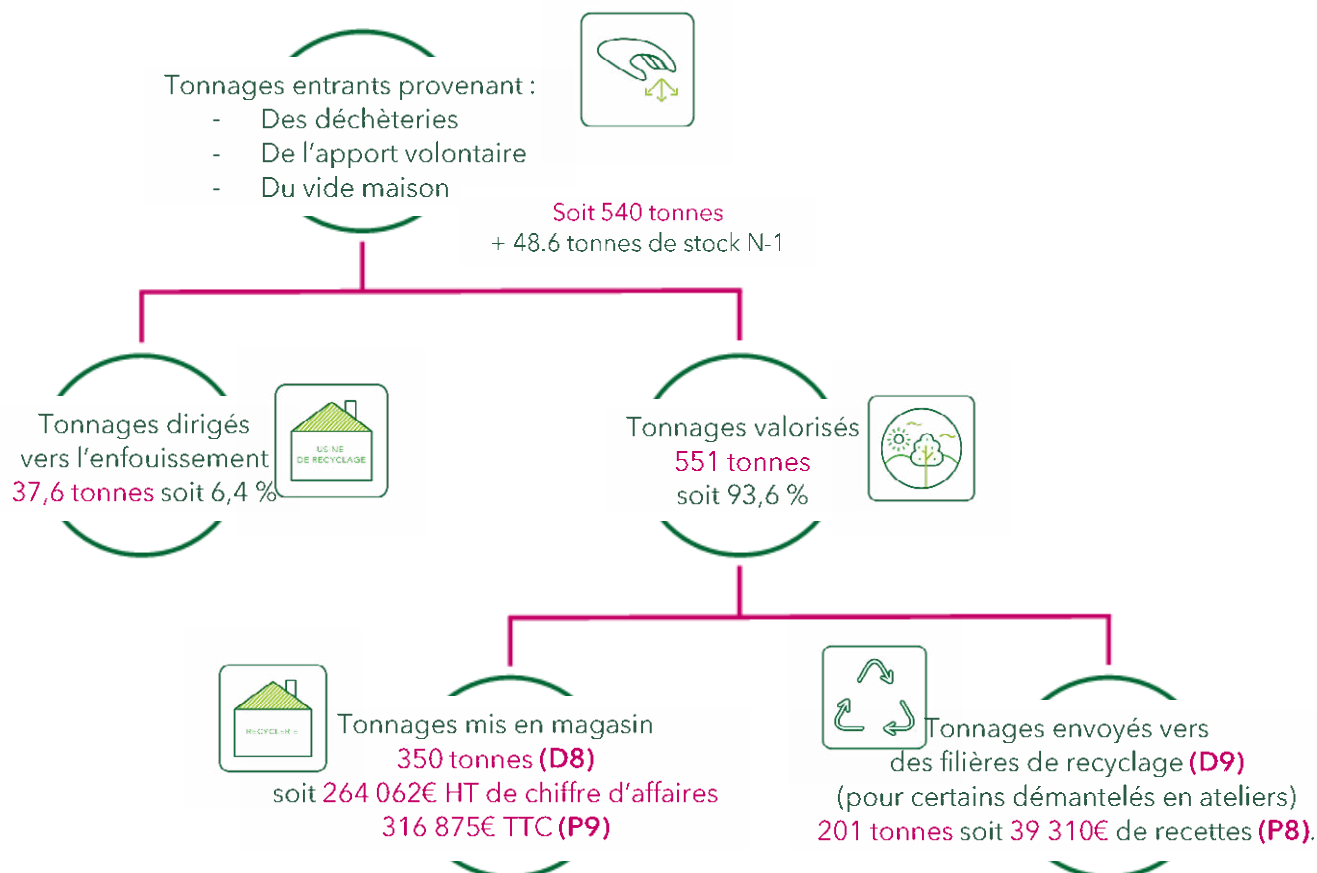 Tonnages entrants provenant :
- Des déchèteries
- De l'apport volontaire
- Du vide maison
Soit 540 tonnes
+ 48.6 tonnes de stock N-1
Tonnages dirigés
vers l'enfouissement
37,6 tonnes soit 6,4 %
USINE
DE RECYCLAGE
Tonnages valorisés
551 tonnes
soit 93,6 %
RECYCLERIE
Tonnages mis en magasin
350 tonnes (D8)
soit 264 062€ HT de chiffre d'affaires
316 875€ TTC (P9)
Tonnages envoyés vers
des filières de recyclage (D9)
(pour certains démantelés en ateliers)
201 tonnes soit 39 310€ de recettes (P8).